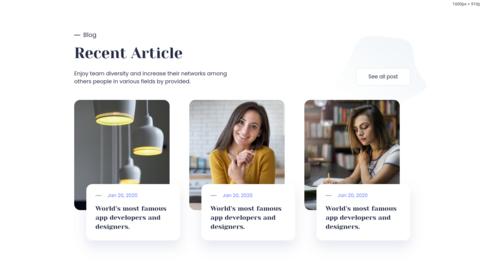 1600px × 910p
Blog
Recent Article
Enjoy team diversity and increase their networks among
others people in various fields by provided.
See all post
Jan 20, 2020
World's most famous
app developers and
designers.
Jan 20, 2020
World's most famous
app developers and
designers.
Jan 20, 2020
World's most famous
app developers and
designers.